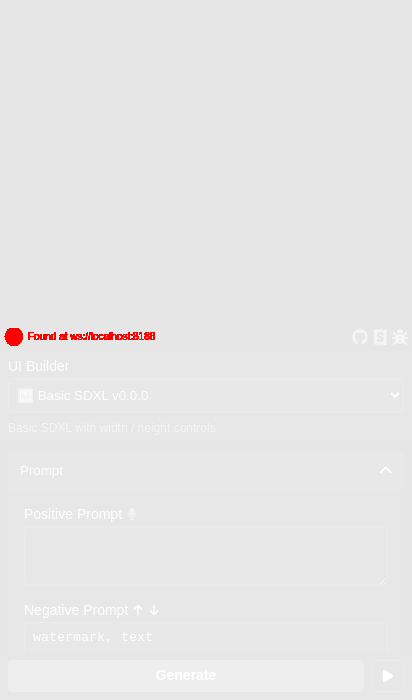 Found at ws://localhost:8188
UI Builder
Basic SDXL v0.0.0
Basic SDXL with width / height controls
Prompt
Positive Prompt
Negative Prompt ↑ ↓
watermark, text
Generate